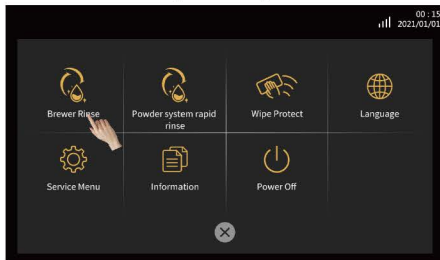 00 : 15
2021/01/01
Brewer Rinse
Powder system rapid
rinse
Wipe Protect
Language
Service Menu
Information
Power Off